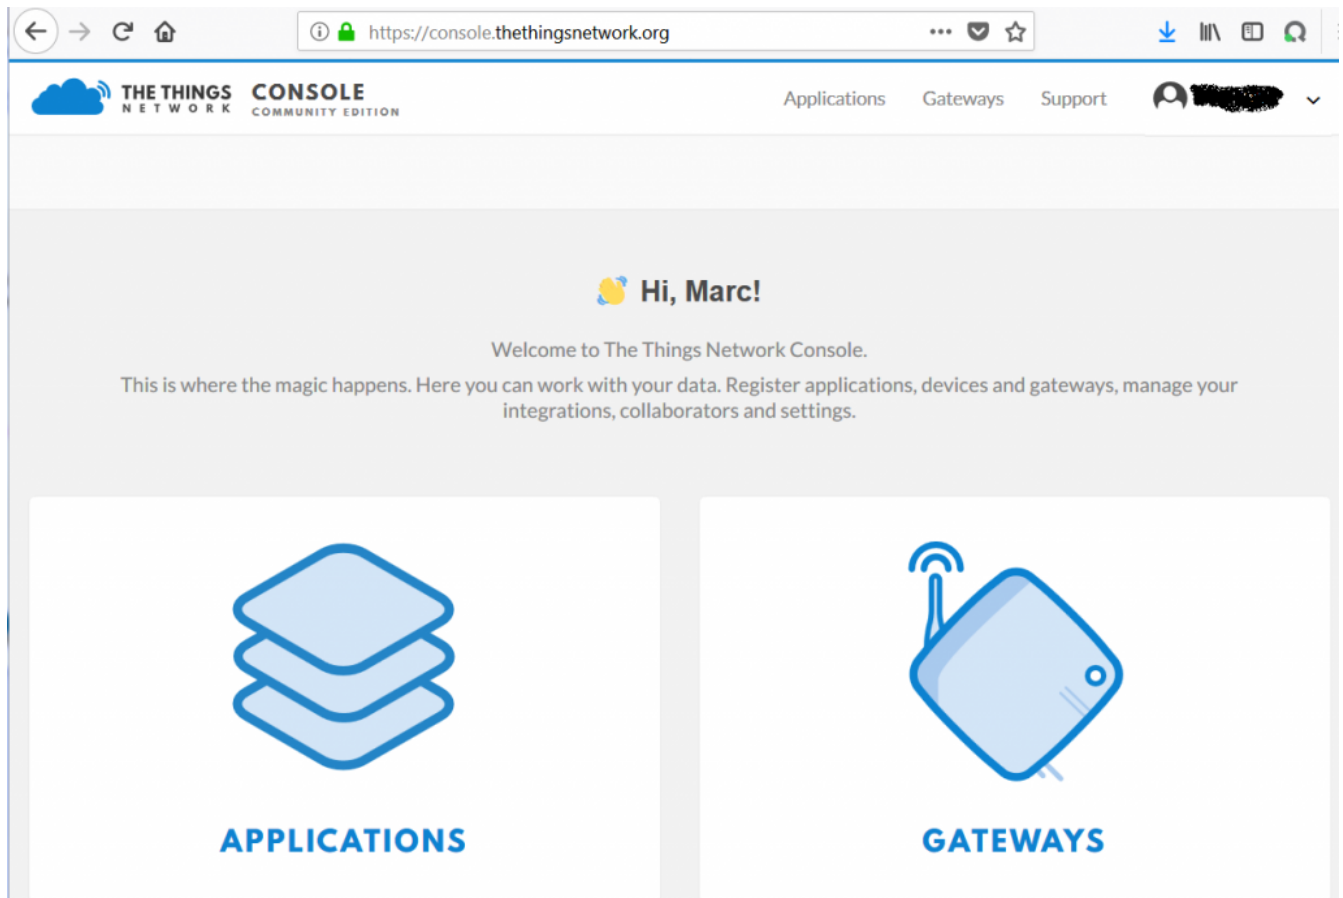 https://console.thethingsnetwork.org
THE THINGS NETWORK CONSOLE COMMUNITY EDITION
Applications Gateways Support
Hi, Marc!
Welcome to The Things Network Console.
This is where the magic happens. Here you can work with your data. Register applications, devices and gateways, manage your
integrations, collaborators and settings.
APPLICATIONS GATEWAYS